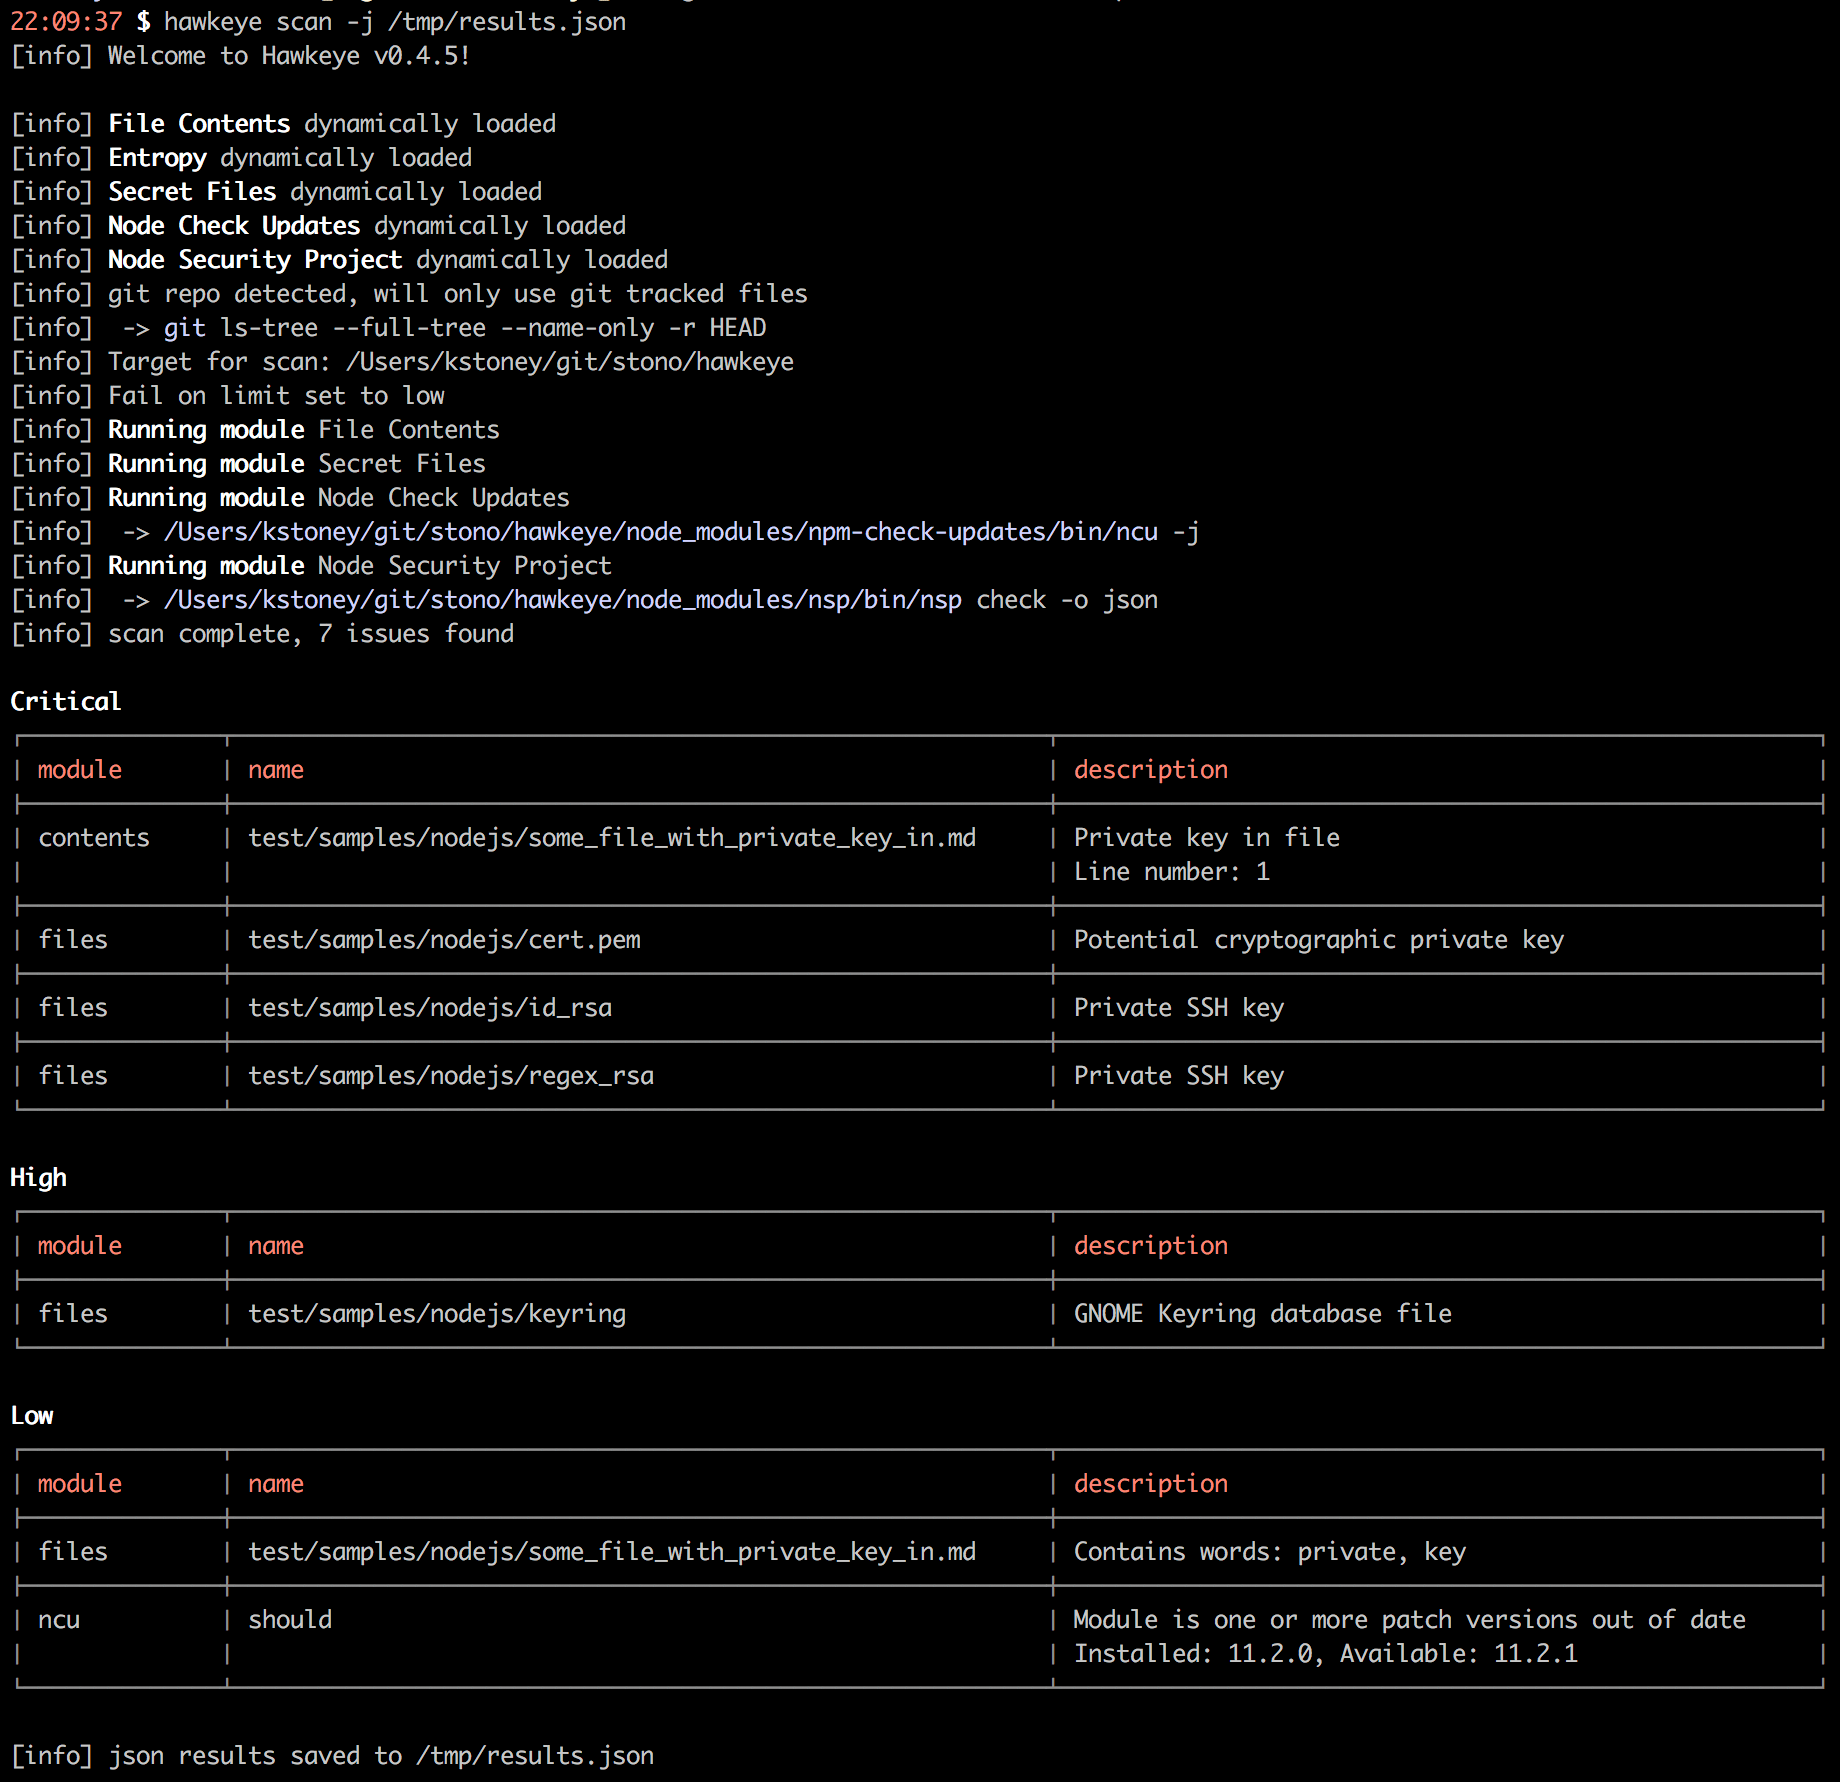 22:09:37 $ hawkeye scan -j /tmp/results.json
[info] Welcome to Hawkeye v0.4.5!
[info] File Contents dynamically loaded
[info] Entropy dynamically loaded
[info] Secret Files dynamically loaded
[info] Node Check Updates dynamically loaded
[info] Node Security Project dynamically loaded
[info] git repo detected, will only use git tracked files
[info]  -> git ls-tree --full-tree --name-only -r HEAD
[info] Target for scan: /Users/kstoney/git/stono/hawkeye
[info] Fail on limit set to low
[info] Running module File Contents
[info] Running module Secret Files
[info] Running module Node Check Updates
[info]  -> /Users/kstoney/git/stono/hawkeye/node_modules/npm-check-updates/bin/ncu -j
[info] Running module Node Security Project
[info]  -> /Users/kstoney/git/stono/hawkeye/node_modules/nsp/bin/nsp check -o json
[info] scan complete, 7 issues found
Critical
module name description
contents test/samples/nodejs/some_file_with_private_key_in.md Private key in file
Line number: 1
files test/samples/nodejs/cert.pem Potential cryptographic private key
files test/samples/nodejs/id_rsa Private SSH key
files test/samples/nodejs/regex_rsa Private SSH key
High
module name description
files test/samples/nodejs/keyring GNOME Keyring database file
Low
module name description
files test/samples/nodejs/some_file_with_private_key_in.md Contains words: private, key
ncu should Module is one or more patch versions out of date
Installed: 11.2.0, Available: 11.2.1
[info] json results saved to /tmp/results.json